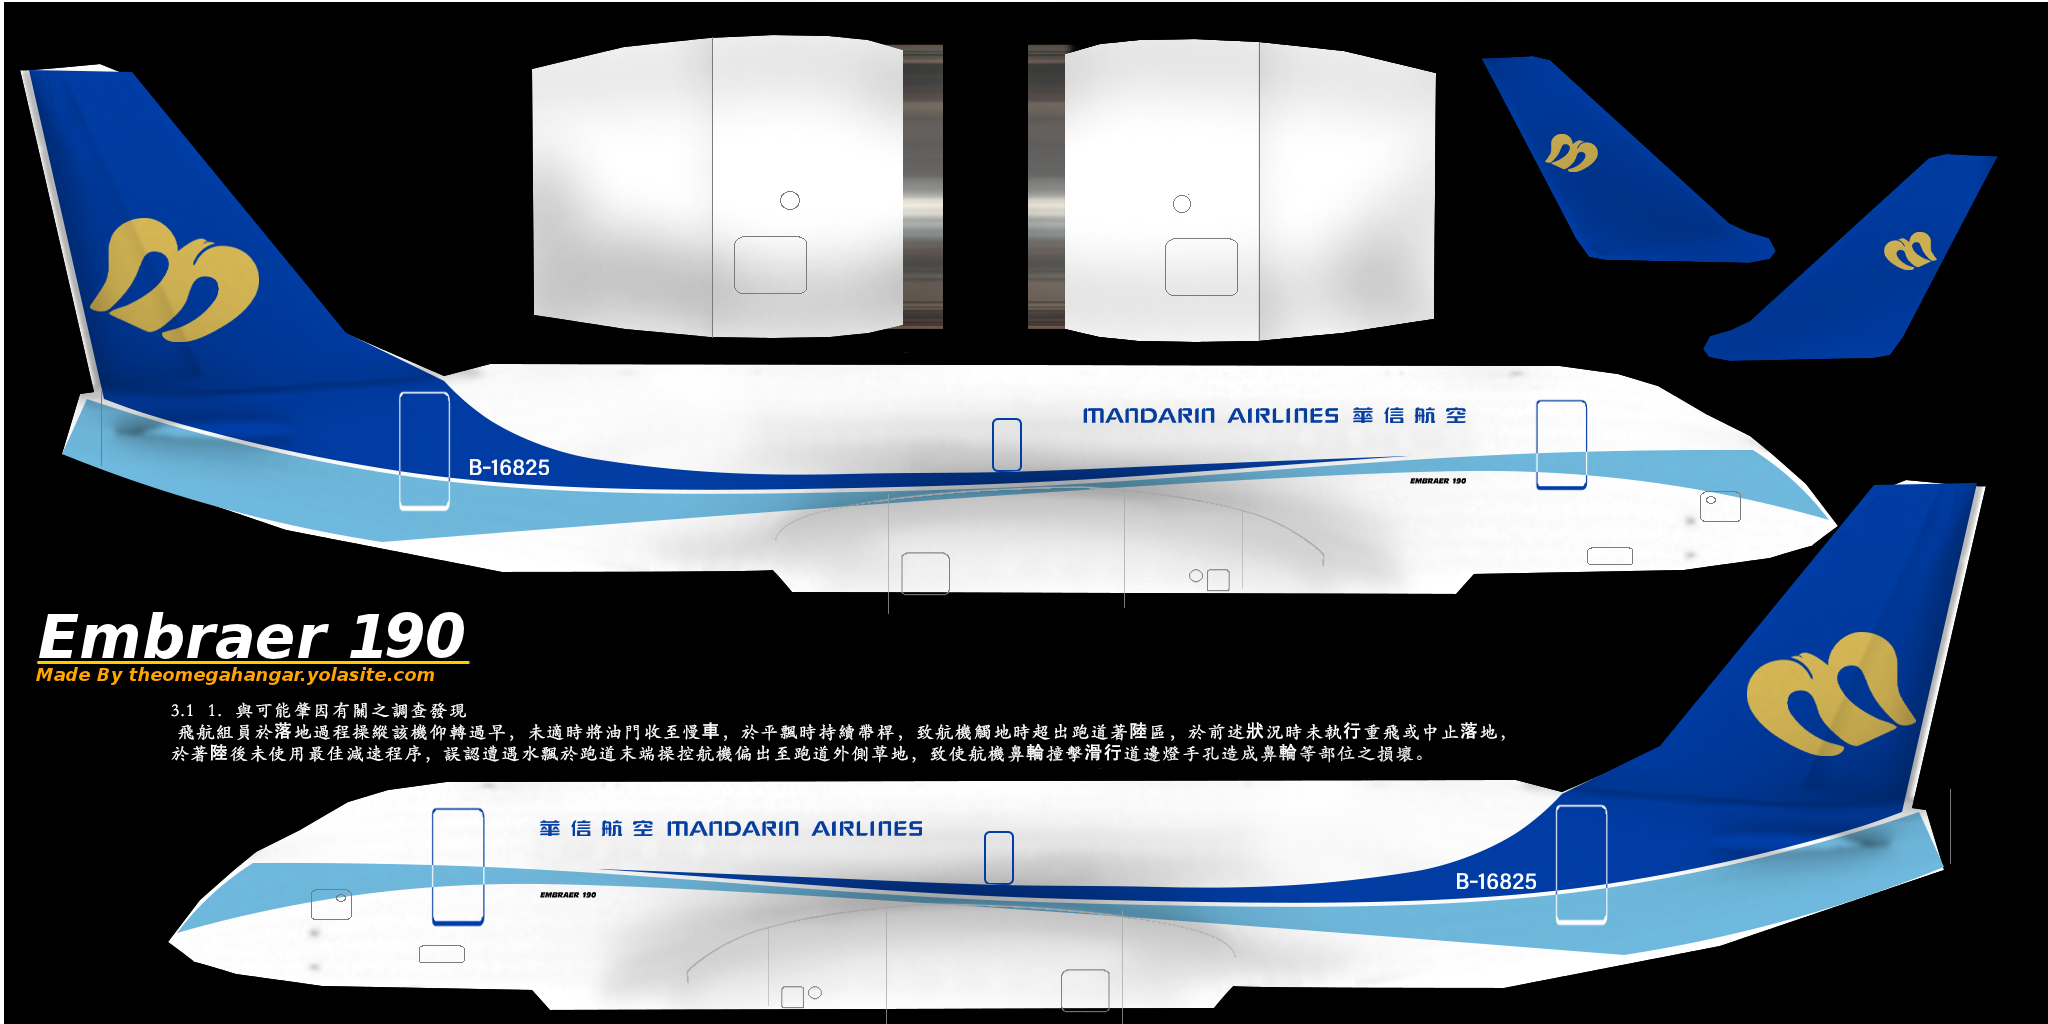 MANDARIN AIRLINES 華信航空
B-16825
EMBRAER 190
Embraer 190
Made By theomegahangar.yolasite.com
3.1 1. 與可能肇因有關之調查發現
飛航組員於落地過程操縱該機仰轉過早，未適時將油門收至慢車，於平飄時持續帶桿，致航機觸地時超出跑道著陸區，於前述狀況時未執行重飛或中止落地，
於著陸後未使用最佳減速程序，誤認遭遇水飄於跑道末端操控航機偏出至跑道外側草地，致使航機鼻輪撞擊滑行道邊燈手孔造成鼻輪等部位之損壞。
華信航空 MANDARIN AIRLINES
B-16825
EMBRAER 190